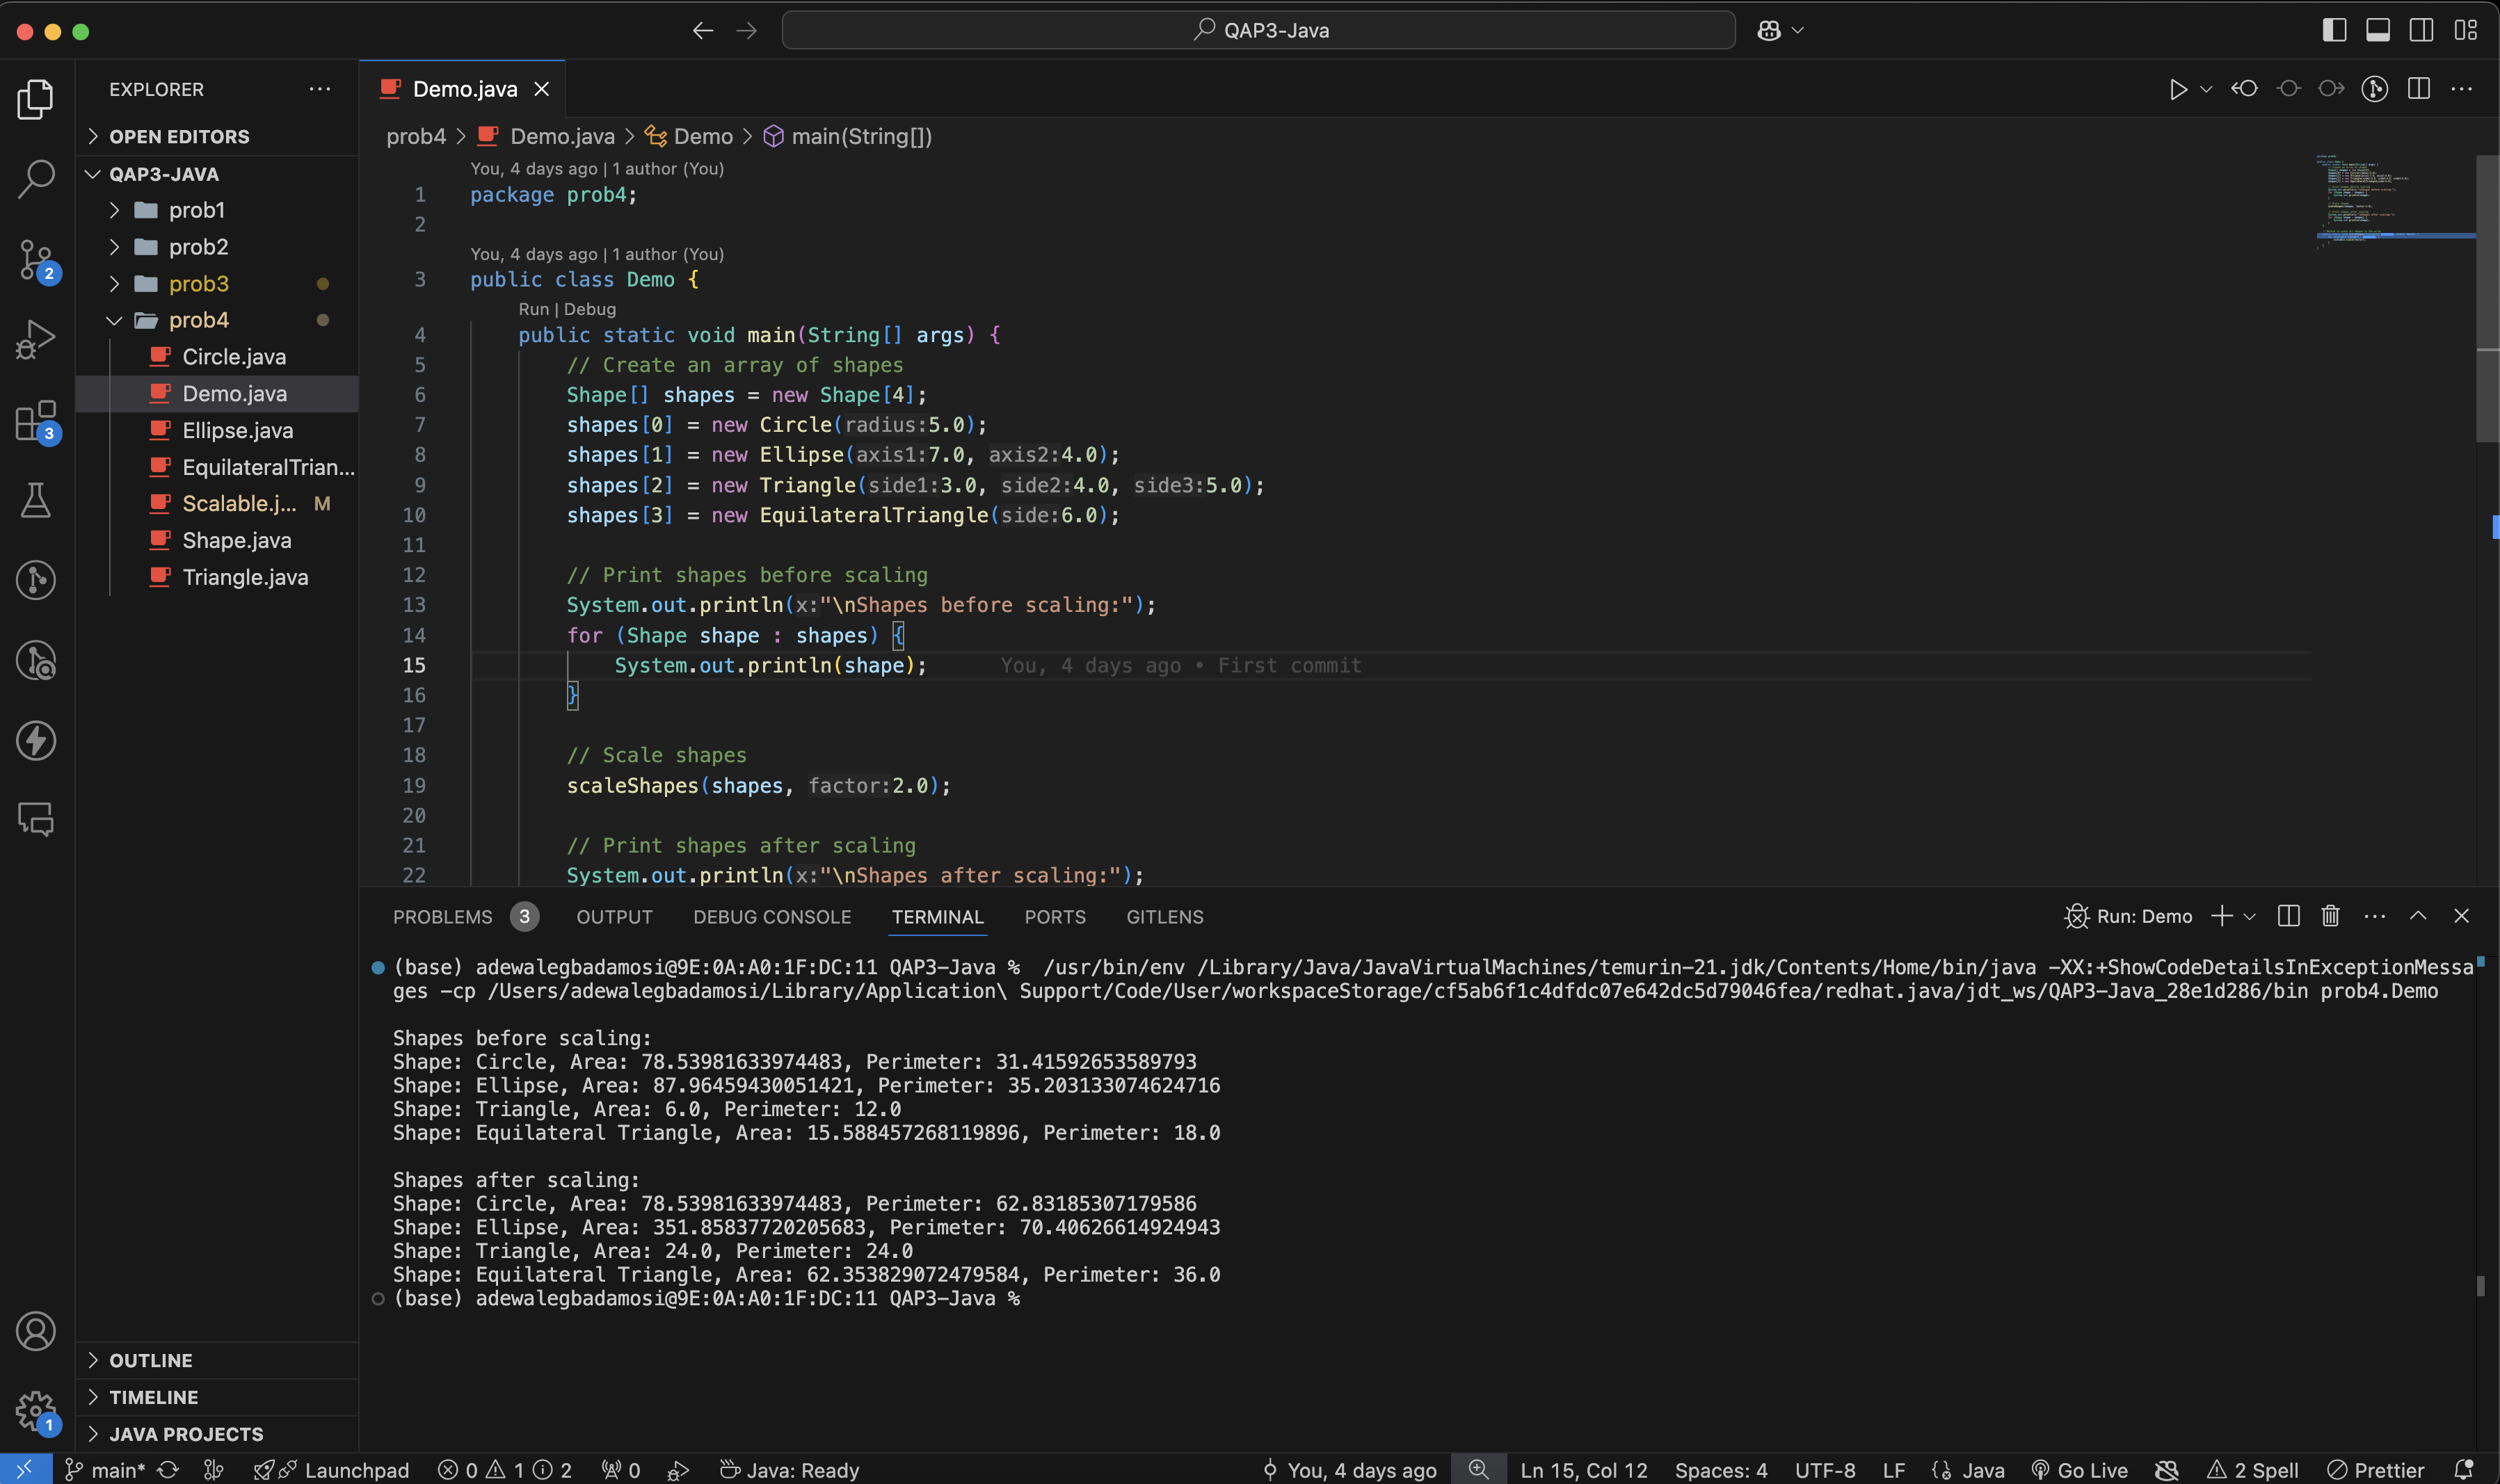 QAP3-Java
EXPLORER
OPEN EDITORS
QAP3-JAVA
prob1
prob2
prob3
prob4
Circle.java
Demo.java
Ellipse.java
EquilateralTrian...
Scalable.j... M
Shape.java
Triangle.java
OUTLINE
TIMELINE
JAVA PROJECTS
2
3
1
Demo.java
prob4 > Demo.java > Demo > main(String[])
You, 4 days ago | 1 author (You)
1 package prob4;
2
You, 4 days ago | 1 author (You)
3 public class Demo {
Run | Debug
4 public static void main(String[] args) {
5 // Create an array of shapes
6 Shape[] shapes = new Shape[4];
7 shapes[0] = new Circle(radius:5.0);
8 shapes[1] = new Ellipse(axis1:7.0, axis2:4.0);
9 shapes[2] = new Triangle(side1:3.0, side2:4.0, side3:5.0);
10 shapes[3] = new EquilateralTriangle(side:6.0);
11
12 // Print shapes before scaling
13 System.out.println(x:"\nShapes before scaling:");
14 for (Shape shape : shapes) {
15 System.out.println(shape); You, 4 days ago • First commit
16 }
17
18 // Scale shapes
19 scaleShapes(shapes, factor:2.0);
20
21 // Print shapes after scaling
22 System.out.println(x:"\nShapes after scaling:");
PROBLEMS 3 OUTPUT DEBUG CONSOLE TERMINAL PORTS GITLENS Run: Demo
(base) adewalegbadamosi@9E:0A:A0:1F:DC:11 QAP3-Java % /usr/bin/env /Library/Java/JavaVirtualMachines/temurin-21.jdk/Contents/Home/bin/java -XX:+ShowCodeDetailsInExceptionMessa
ges -cp /Users/adewalegbadamosi/Library/Application\ Support/Code/User/workspaceStorage/cf5ab6f1c4dfdc07e642dc5d79046fea/redhat.java/jdt_ws/QAP3-Java_28e1d286/bin prob4.Demo
Shapes before scaling:
Shape: Circle, Area: 78.53981633974483, Perimeter: 31.41592653589793
Shape: Ellipse, Area: 87.96459430051421, Perimeter: 35.203133074624716
Shape: Triangle, Area: 6.0, Perimeter: 12.0
Shape: Equilateral Triangle, Area: 15.588457268119896, Perimeter: 18.0
Shapes after scaling:
Shape: Circle, Area: 78.53981633974483, Perimeter: 62.83185307179586
Shape: Ellipse, Area: 351.85837720205683, Perimeter: 70.40626614924943
Shape: Triangle, Area: 24.0, Perimeter: 24.0
Shape: Equilateral Triangle, Area: 62.353829072479584, Perimeter: 36.0
(base) adewalegbadamosi@9E:0A:A0:1F:DC:11 QAP3-Java %
main* Launchpad 0 1 2 0 Java: Ready You, 4 days ago Ln 15, Col 12 Spaces: 4 UTF-8 LF Java Go Live 2 Spell Prettier